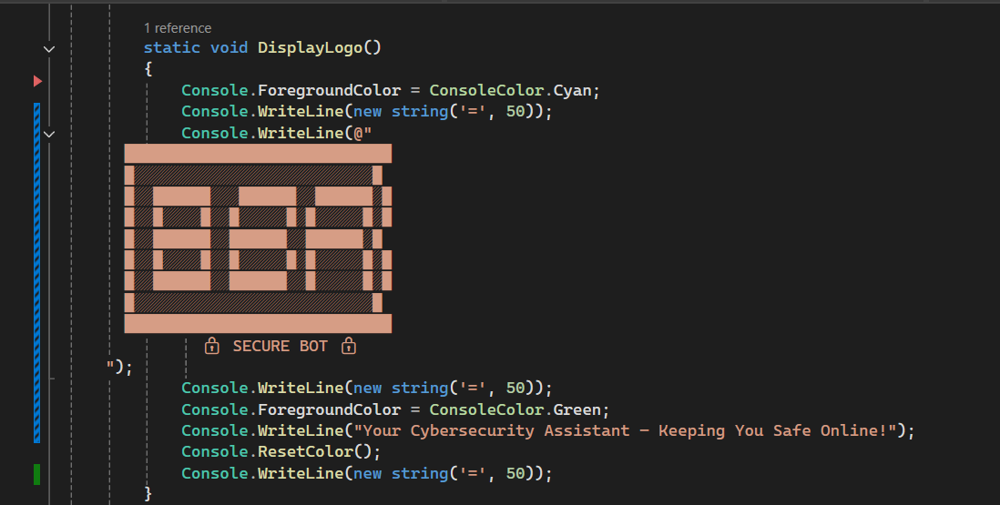 1 reference
static void DisplayLogo()
{
Console.ForegroundColor = ConsoleColor.Cyan;
Console.WriteLine(new string('=', 50));
Console.WriteLine(@"
🔒 SECURE BOT 🔒
");
Console.WriteLine(new string('=', 50));
Console.ForegroundColor = ConsoleColor.Green;
Console.WriteLine("Your Cybersecurity Assistant – Keeping You Safe Online!");
Console.ResetColor();
Console.WriteLine(new string('=', 50));
}